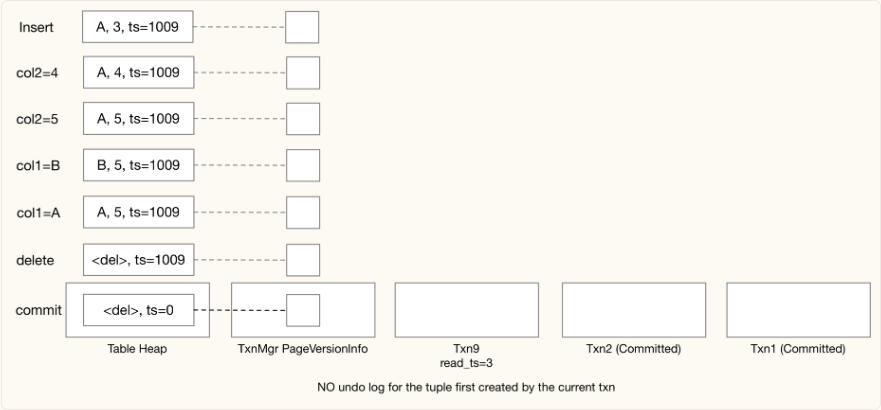 Insert
A, 3, ts=1009
col2=4
A, 4, ts=1009
col2=5
A, 5, ts=1009
col1=B
B, 5, ts=1009
col1=A
A, 5, ts=1009
delete
<del>, ts=1009
commit
<del>, ts=0
Table Heap
TxnMgr PageVersionInfo
Txn9
read_ts=3
Txn2 (Committed)
Txn1 (Committed)
NO undo log for the tuple first created by the current txn